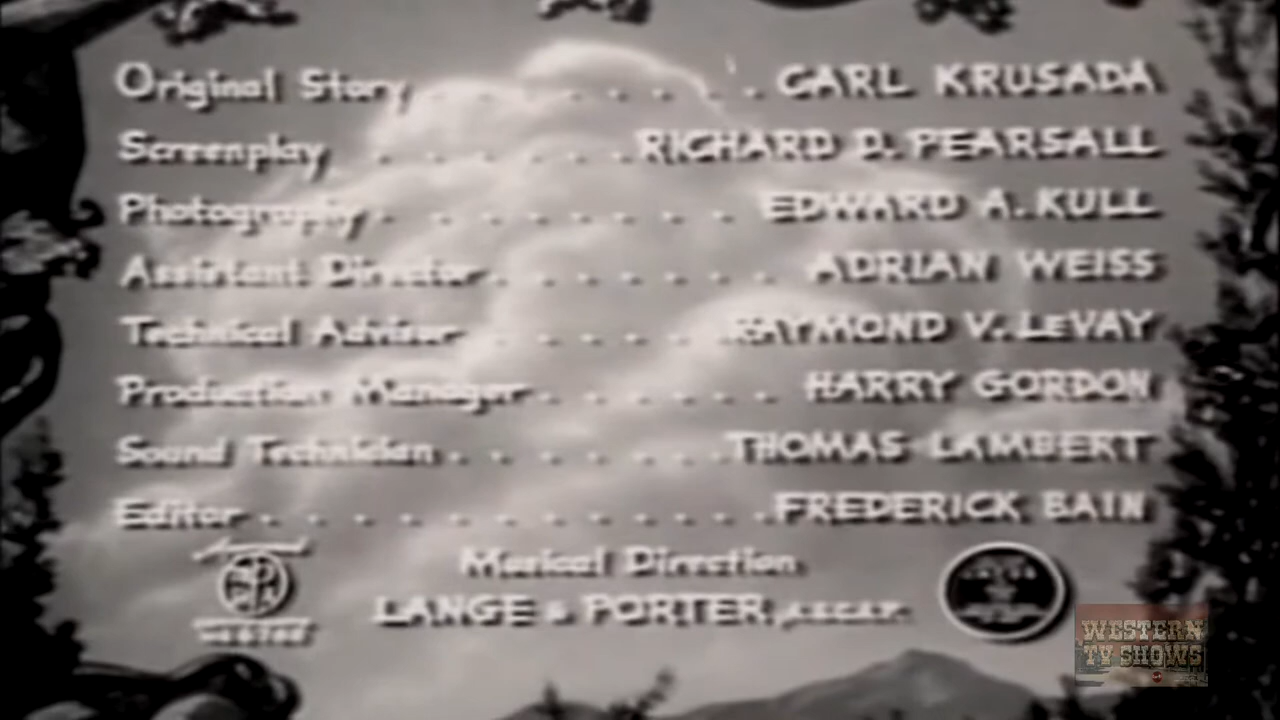 Original Story . . . . . . . . . CARL KRUSADA
Screenplay . . . . . . . RICHARD D. PEARSALL
Photography . . . . . . . . EDWARD A. KULL
Assistant Director . . . . . . . ADRIAN WEISS
Technical Advisor . . . . . . RAYMOND V. LeVAY
Production Manager . . . . . . HARRY GORDON
Sound Technician . . . . . . . THOMAS LAMBERT
Editor . . . . . . . . . . . . . FREDERICK BAIN
Musical Direction
LANGE & PORTER, A.S.C.A.P.
WESTERN
TV SHOWS